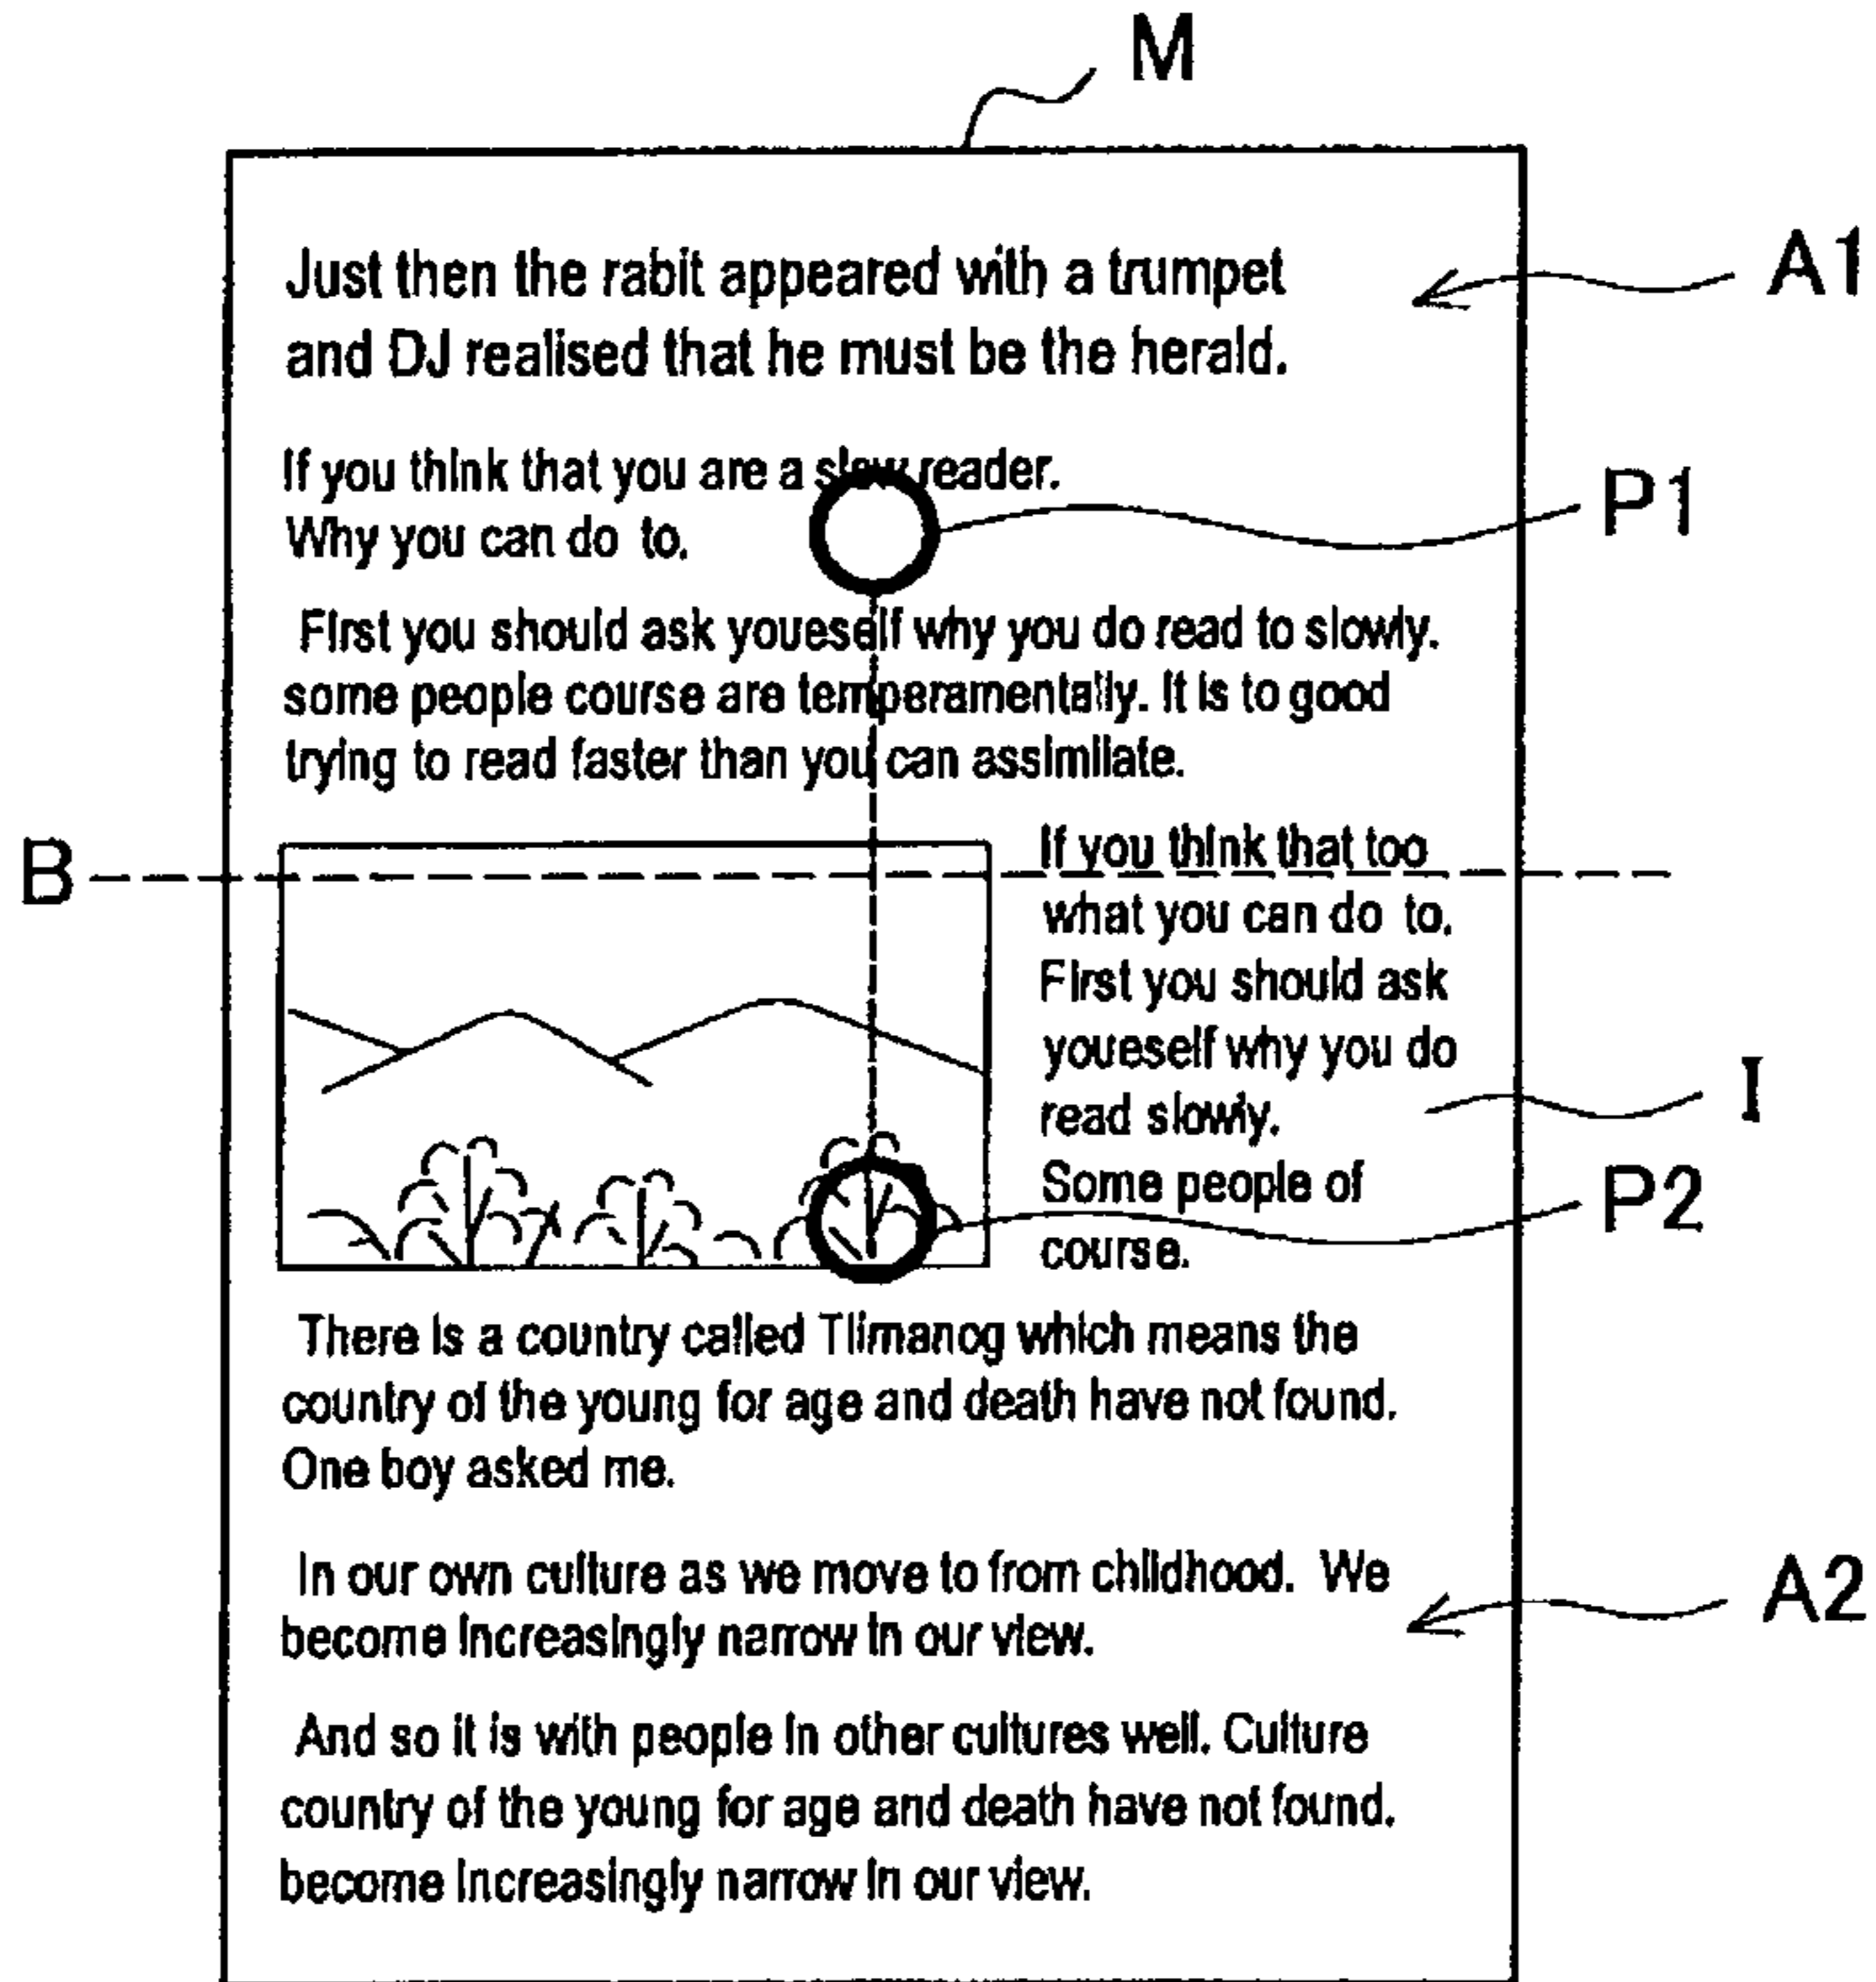 M
Just then the rabit appeared with a trumpet
A1
and DJ realised that he must be the herald.
If you think that you are a slow reader.
P1
Why you can do to.
First you should ask youeself why you do read to slowly.
some people course are temperamentally. It is to good
trying to read faster than you can assimilate.
B
If you think that too
what you can do to.
First you should ask
youeself why you do
read slowly.
I
Some people of
P2
course.
There is a country called Tlimanog which means the
country of the young for age and death have not found.
One boy asked me.
In our own culture as we move to from childhood. We
A2
become increasingly narrow in our view.
And so it is with people in other cultures well. Culture
country of the young for age and death have not found.
become increasingly narrow in our view.